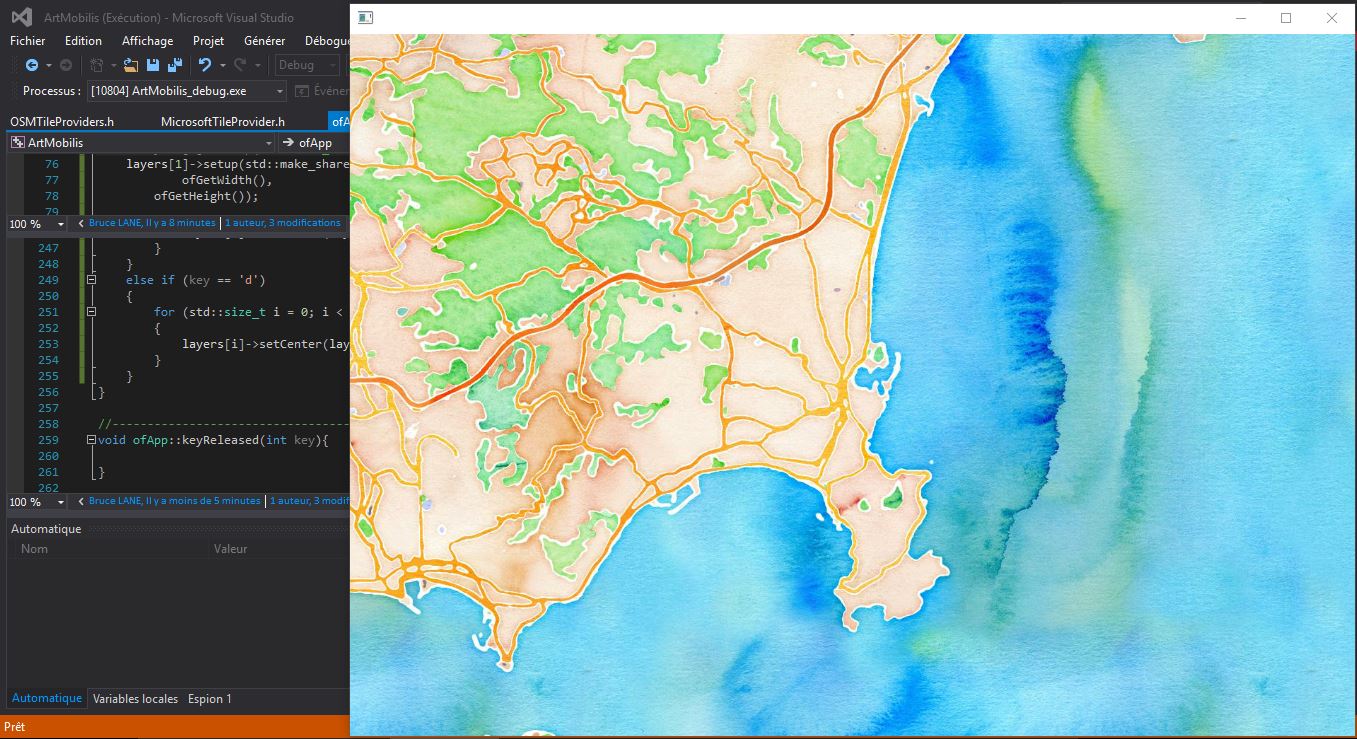 ArtMobilis (Exécution) - Microsoft Visual Studio
Fichier Edition Affichage Projet Générer Débogue
Debug
Processus : [10804] ArtMobilis_debug.exe Événe
OSMTileProviders.h MicrosoftTileProvider.h ofA
ArtMobilis ofApp
76 layers[1]->setup(std::make_share
77 ofGetWidth(),
78 ofGetHeight());
79
100 % Bruce LANE, Il y a 8 minutes | 1 auteur, 3 modifications
247 }
248 }
249 else if (key == 'd')
250 {
251 for (std::size_t i = 0; i <
252 {
253 layers[i]->setCenter(lay
254 }
255 }
256 }
257
258 //----------------------------------
259 void ofApp::keyReleased(int key){
260
261 }
262
100 % Bruce LANE, Il y a moins de 5 minutes | 1 auteur, 3 modif
Automatique
Nom Valeur
Automatique Variables locales Espion 1
Prêt